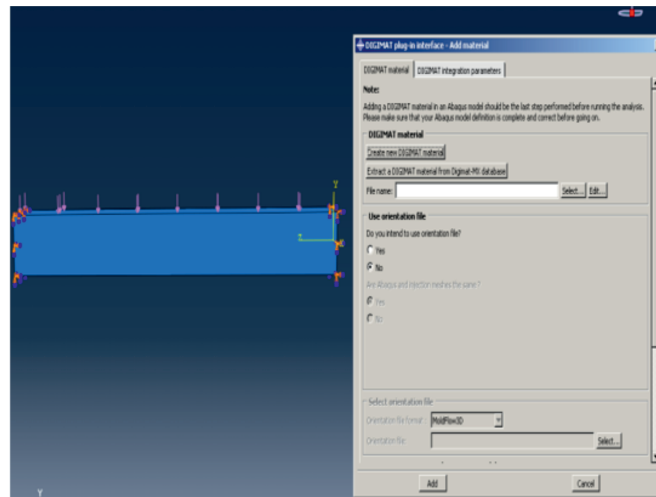 DIGIMAT plug-in interface - Add material
DIGIMAT material
DIGIMAT integration parameters
Note:
Adding a DIGIMAT material in an Abaqus model should be the last step performed before running the analysis.
Please make sure that your Abaqus model definition is complete and correct before going on.
DIGIMAT material
Create new DIGIMAT material
Extract a DIGIMAT material from Digimat-MX database
File name:
Select...
Edit...
Use orientation file
Do you intend to use orientation file?
Yes
No
Are Abaqus and injection meshes the same ?
Yes
No
Select orientation file
Orientation file format:
MoldFlow3D
Orientation file:
Select...
Add
Cancel
Y
Y